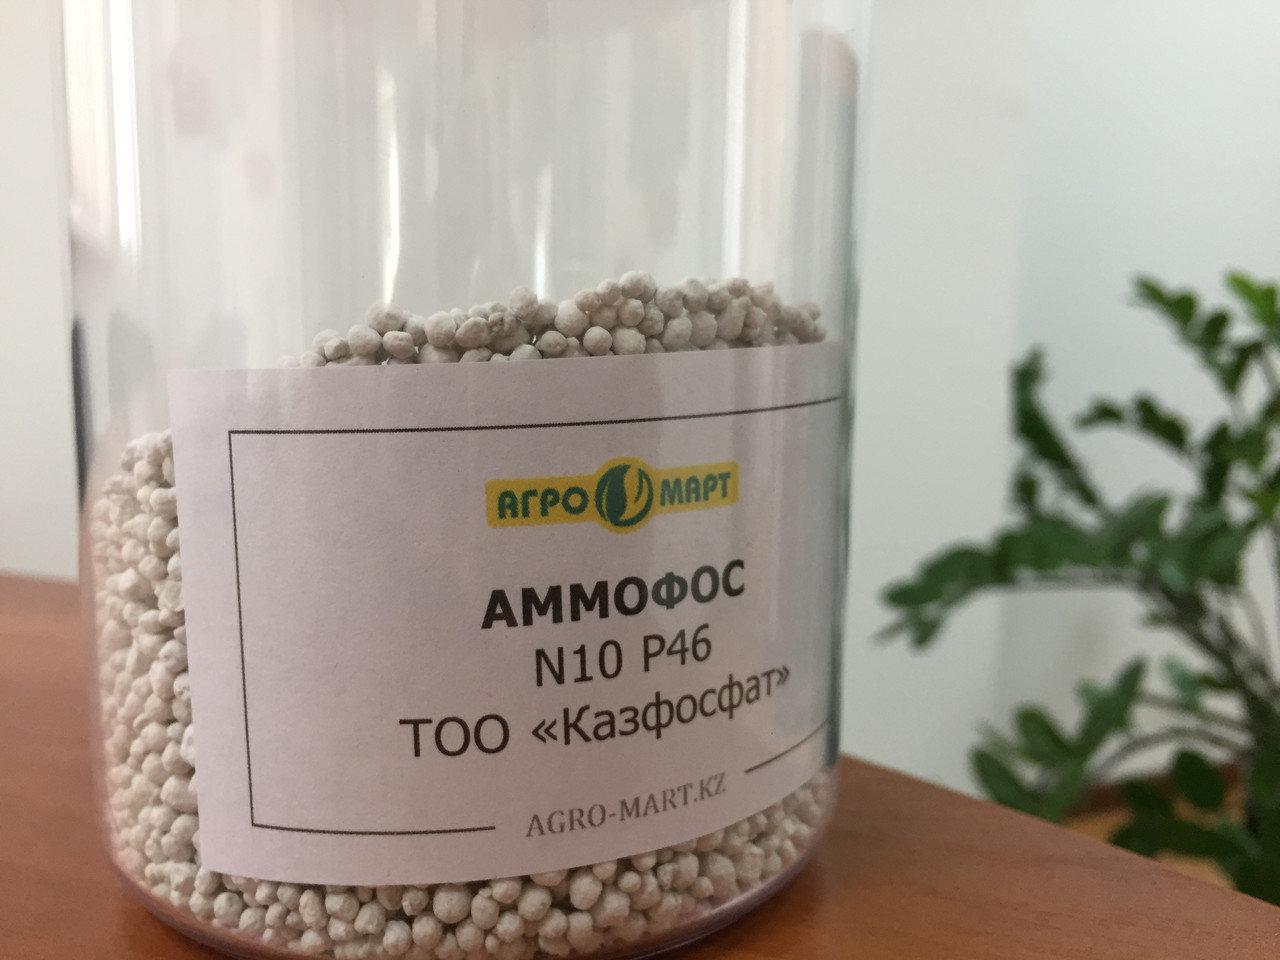 АГРО МАРТ
АММОФОС
N10 P46
ТОО «Казфосфат»
AGRO-MART.KZ